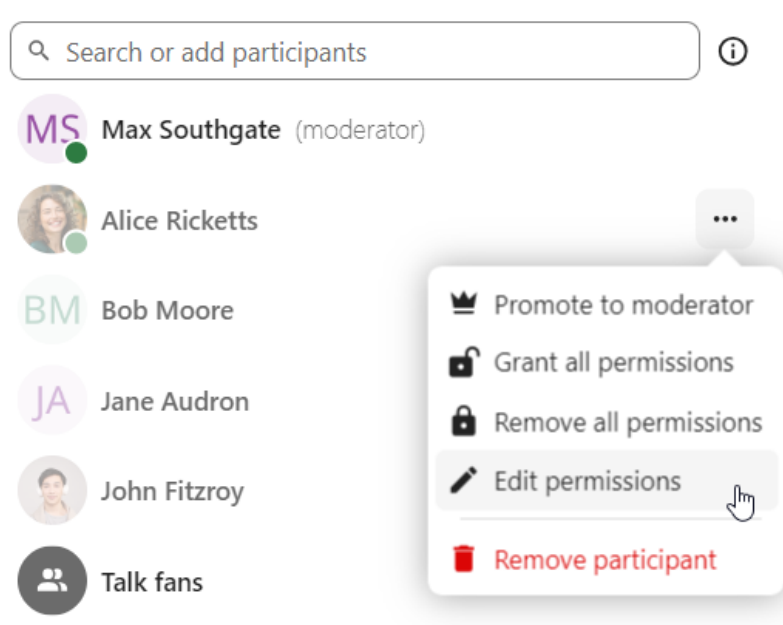 Search or add participants
MS Max Southgate (moderator)
Alice Ricketts
BM Bob Moore
JA Jane Audron
John Fitzroy
Talk fans
Promote to moderator
Grant all permissions
Remove all permissions
Edit permissions
Remove participant